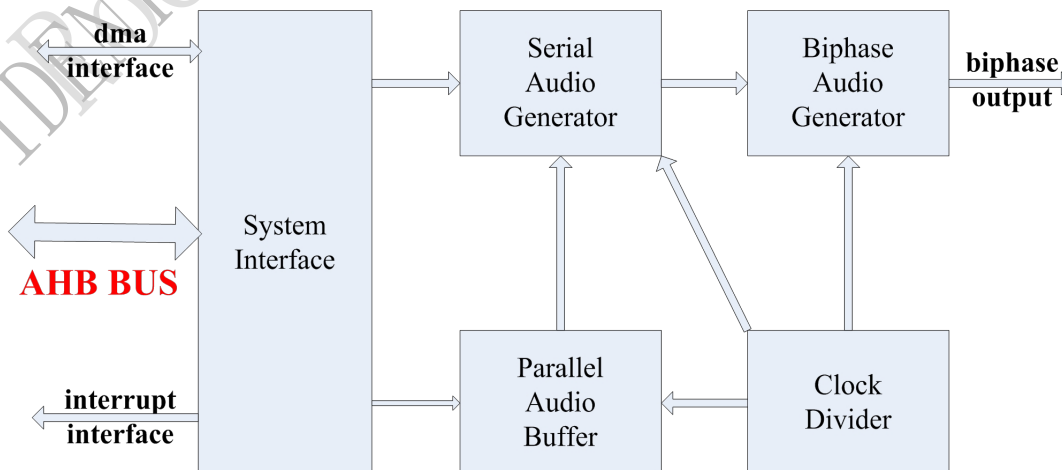 dma
interface
Serial
Audio
Generator
Biphase
Audio
Generator
biphase
output
System
Interface
AHB BUS
interrupt
interface
Parallel
Audio
Buffer
Clock
Divider